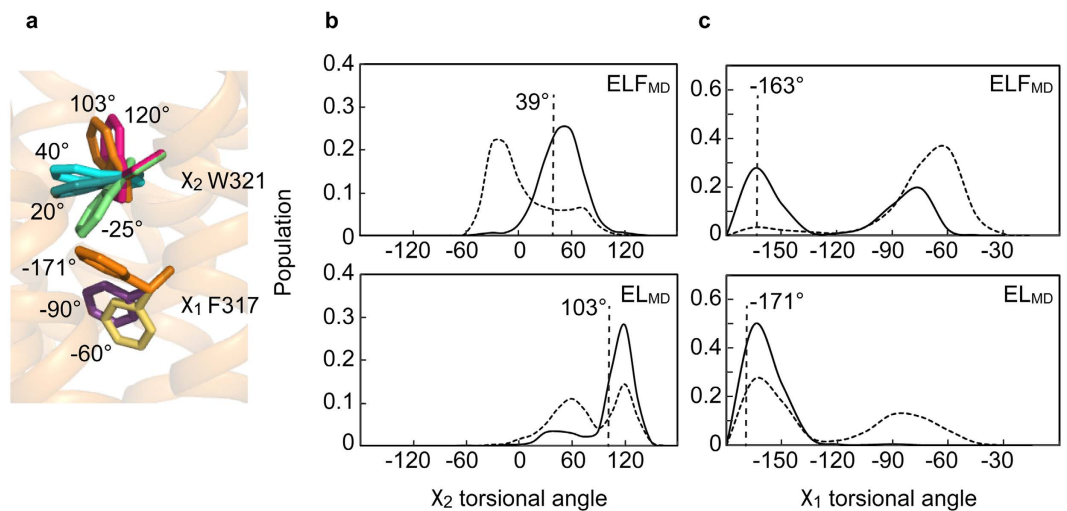 a
b
c
103°
120°
40°
20°
-25°
χ2 W321
-171°
-90°
-60°
χ1 F317
Population
0.4
0.3
0.2
0.1
0
ELFMD
39°
-120 -60 0 60 120
0.4
0.3
0.2
0.1
0
ELMD
103°
-120 -60 0 60 120
χ2 torsional angle
0.6
0.4
0.2
0
ELFMD
-163°
-150 -120 -90 -60 -30
0.6
0.4
0.2
0
ELMD
-171°
-150 -120 -90 -60 -30
χ1 torsional angle